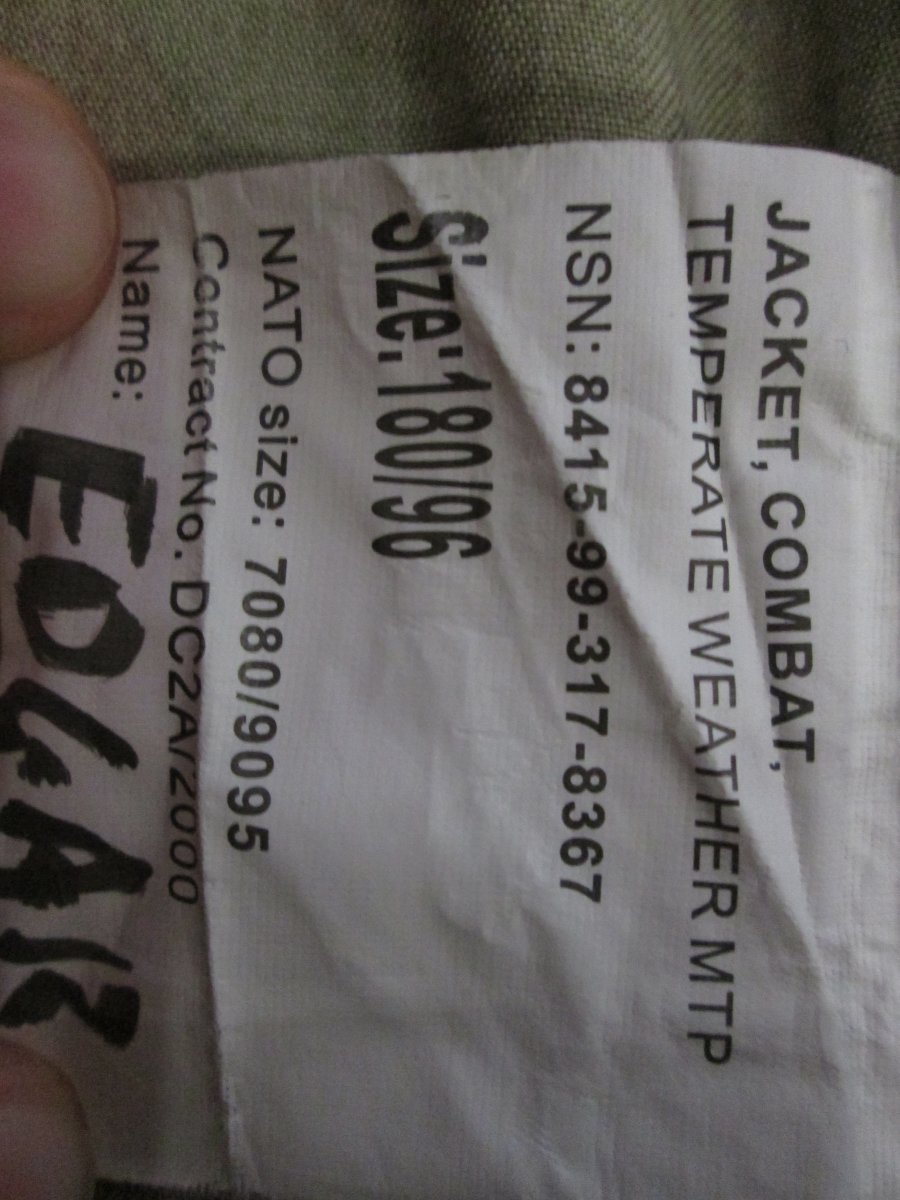 JACKET, COMBAT,
TEMPERATE WEATHER MTP
NSN: 8415-99-317-8367
Size:180/96
NATO size: 7080/9095
Contract No. DC2A/2000
Name: EDGAR